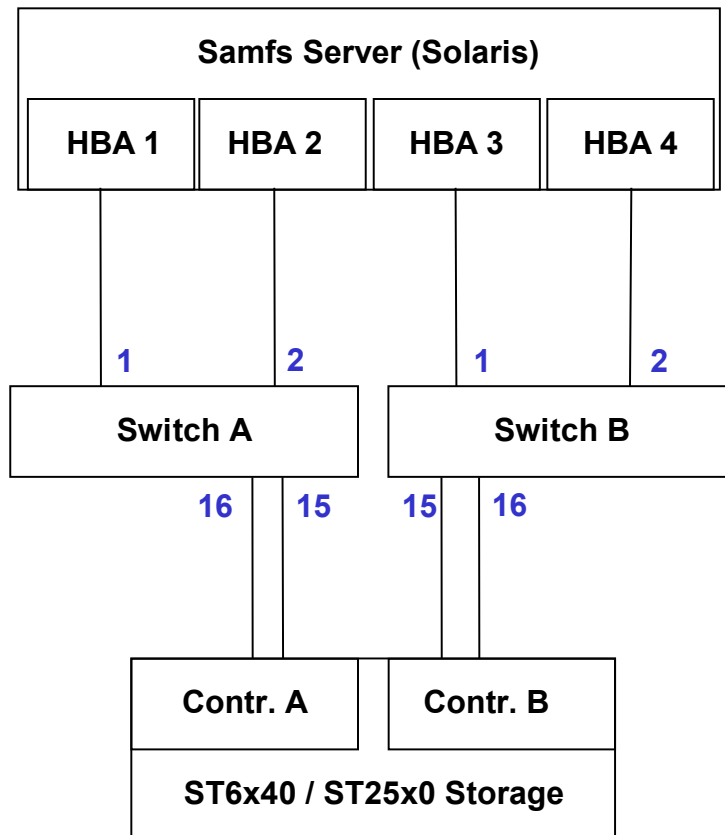 Samfs Server (Solaris)
HBA 1 HBA 2 HBA 3 HBA 4
1 2 1 2
Switch A Switch B
16 15 15 16
Contr. A Contr. B
ST6x40 / ST25x0 Storage